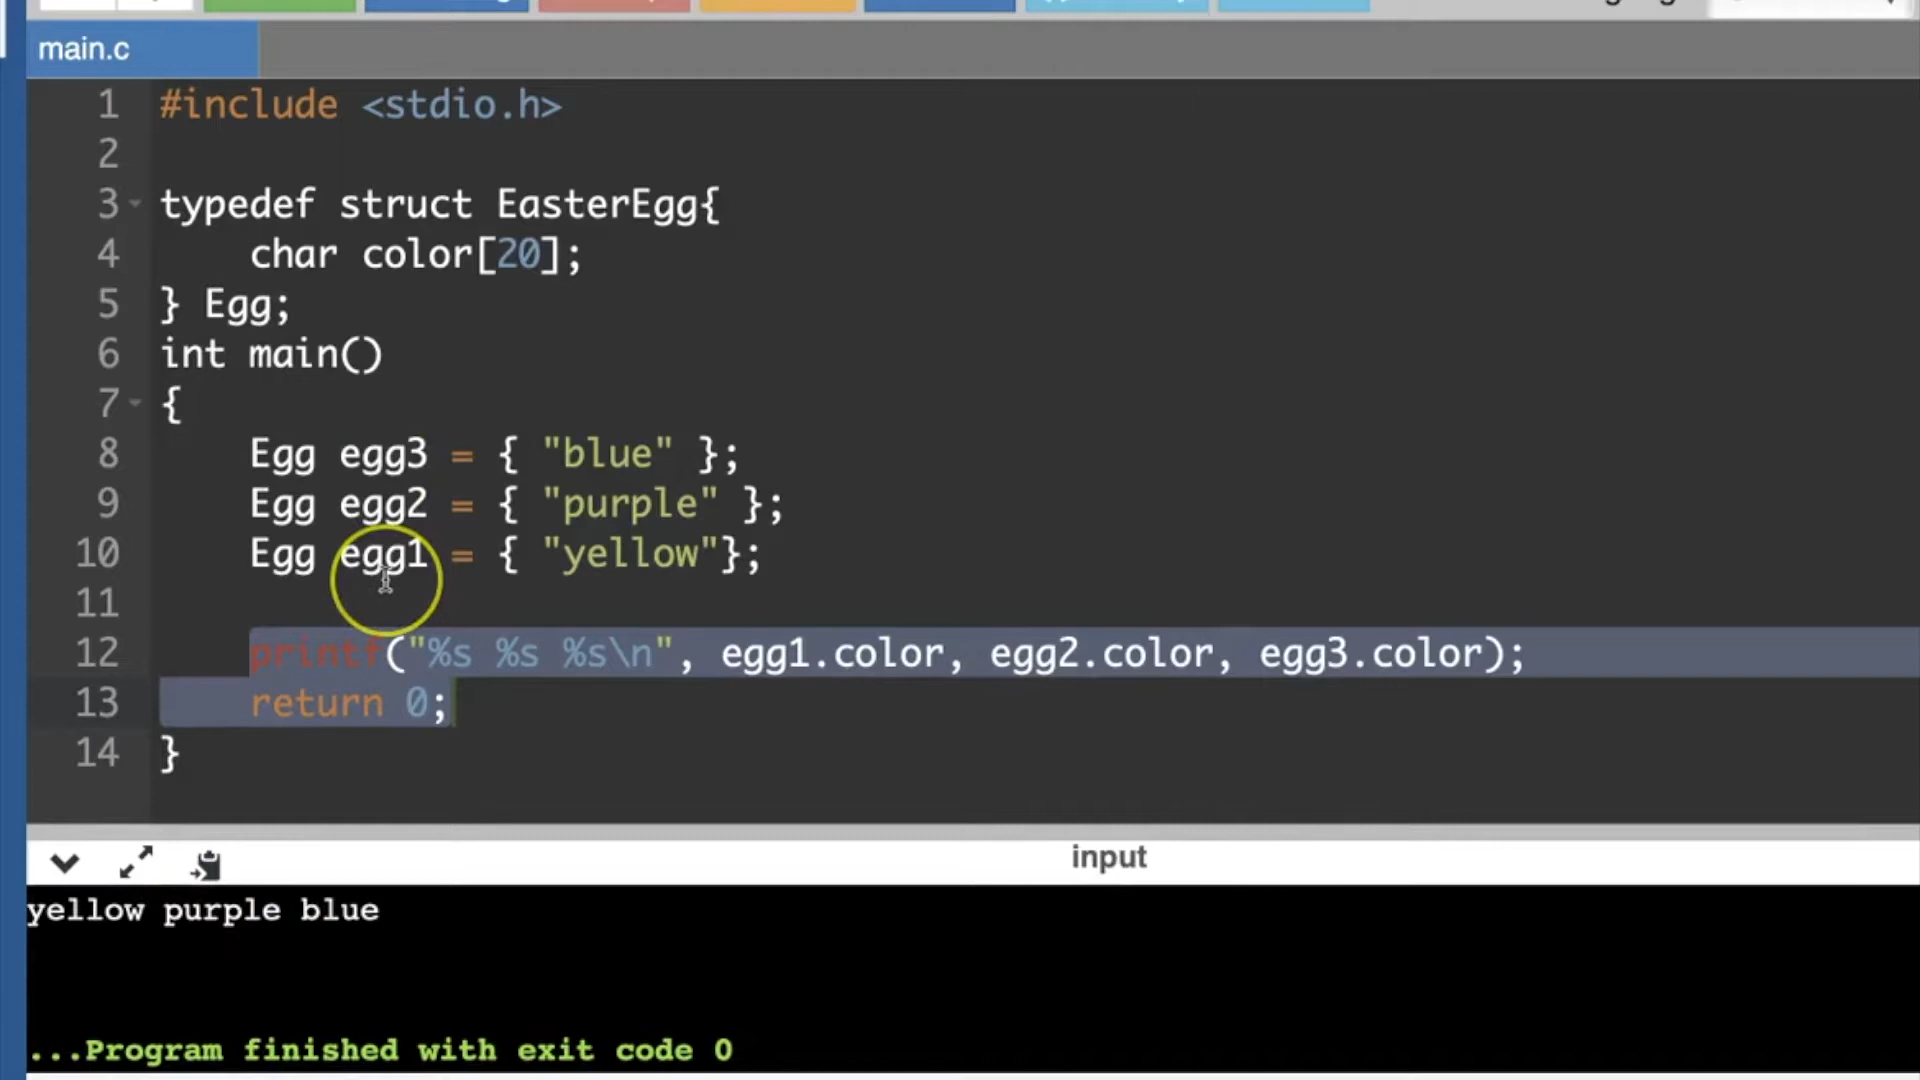 main.c
1 #include <stdio.h>
2
3 typedef struct EasterEgg{
4     char color[20];
5 } Egg;
6 int main()
7 {
8     Egg egg3 = { "blue" };
9     Egg egg2 = { "purple" };
10     Egg egg1 = { "yellow"};
11
12     printf("%s %s %s\n", egg1.color, egg2.color, egg3.color);
13     return 0;
14 }
input
yellow purple blue
...Program finished with exit code 0